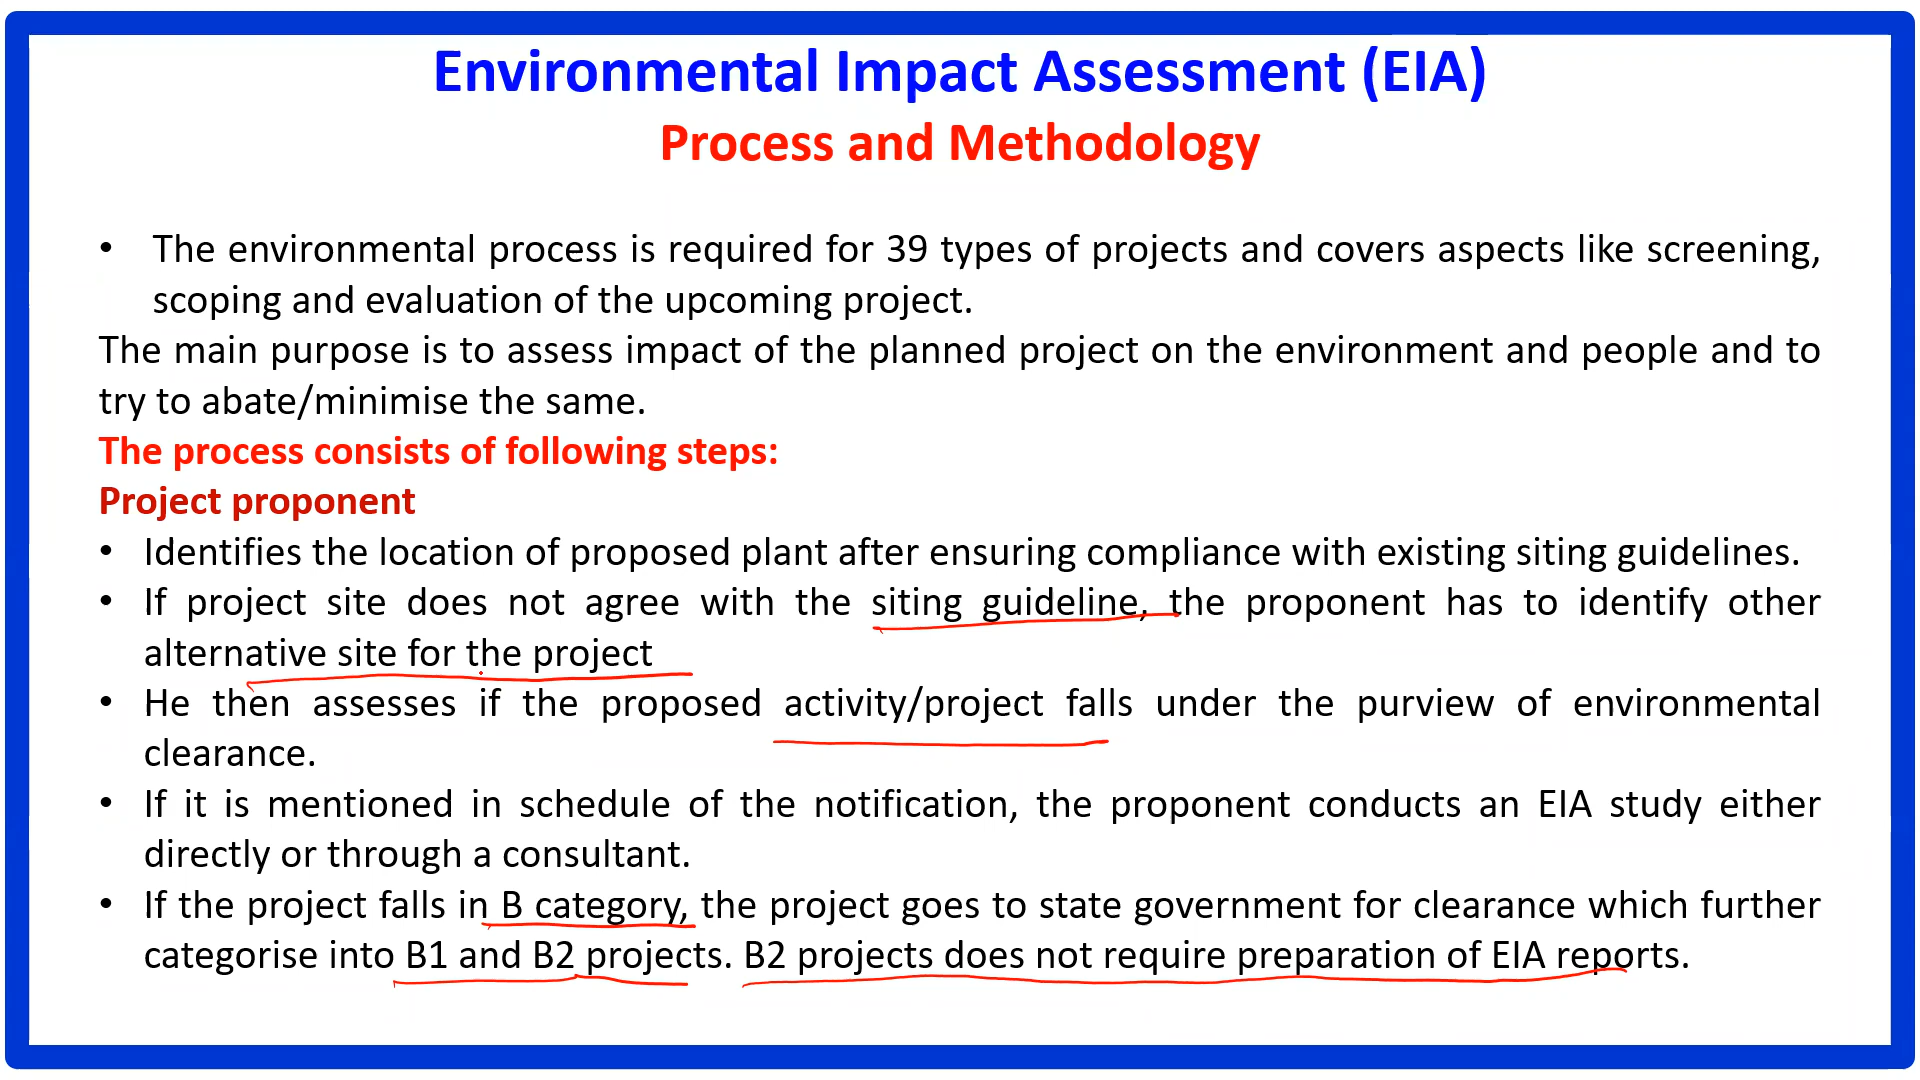 Environmental Impact Assessment (EIA)
Process and Methodology
• The environmental process is required for 39 types of projects and covers aspects like screening,
scoping and evaluation of the upcoming project.
The main purpose is to assess impact of the planned project on the environment and people and to
try to abate/minimise the same.
The process consists of following steps:
Project proponent
• Identifies the location of proposed plant after ensuring compliance with existing siting guidelines.
• If project site does not agree with the siting guideline, the proponent has to identify other
alternative site for the project
• He then assesses if the proposed activity/project falls under the purview of environmental
clearance.
• If it is mentioned in schedule of the notification, the proponent conducts an EIA study either
directly or through a consultant.
• If the project falls in B category, the project goes to state government for clearance which further
categorise into B1 and B2 projects. B2 projects does not require preparation of EIA reports.